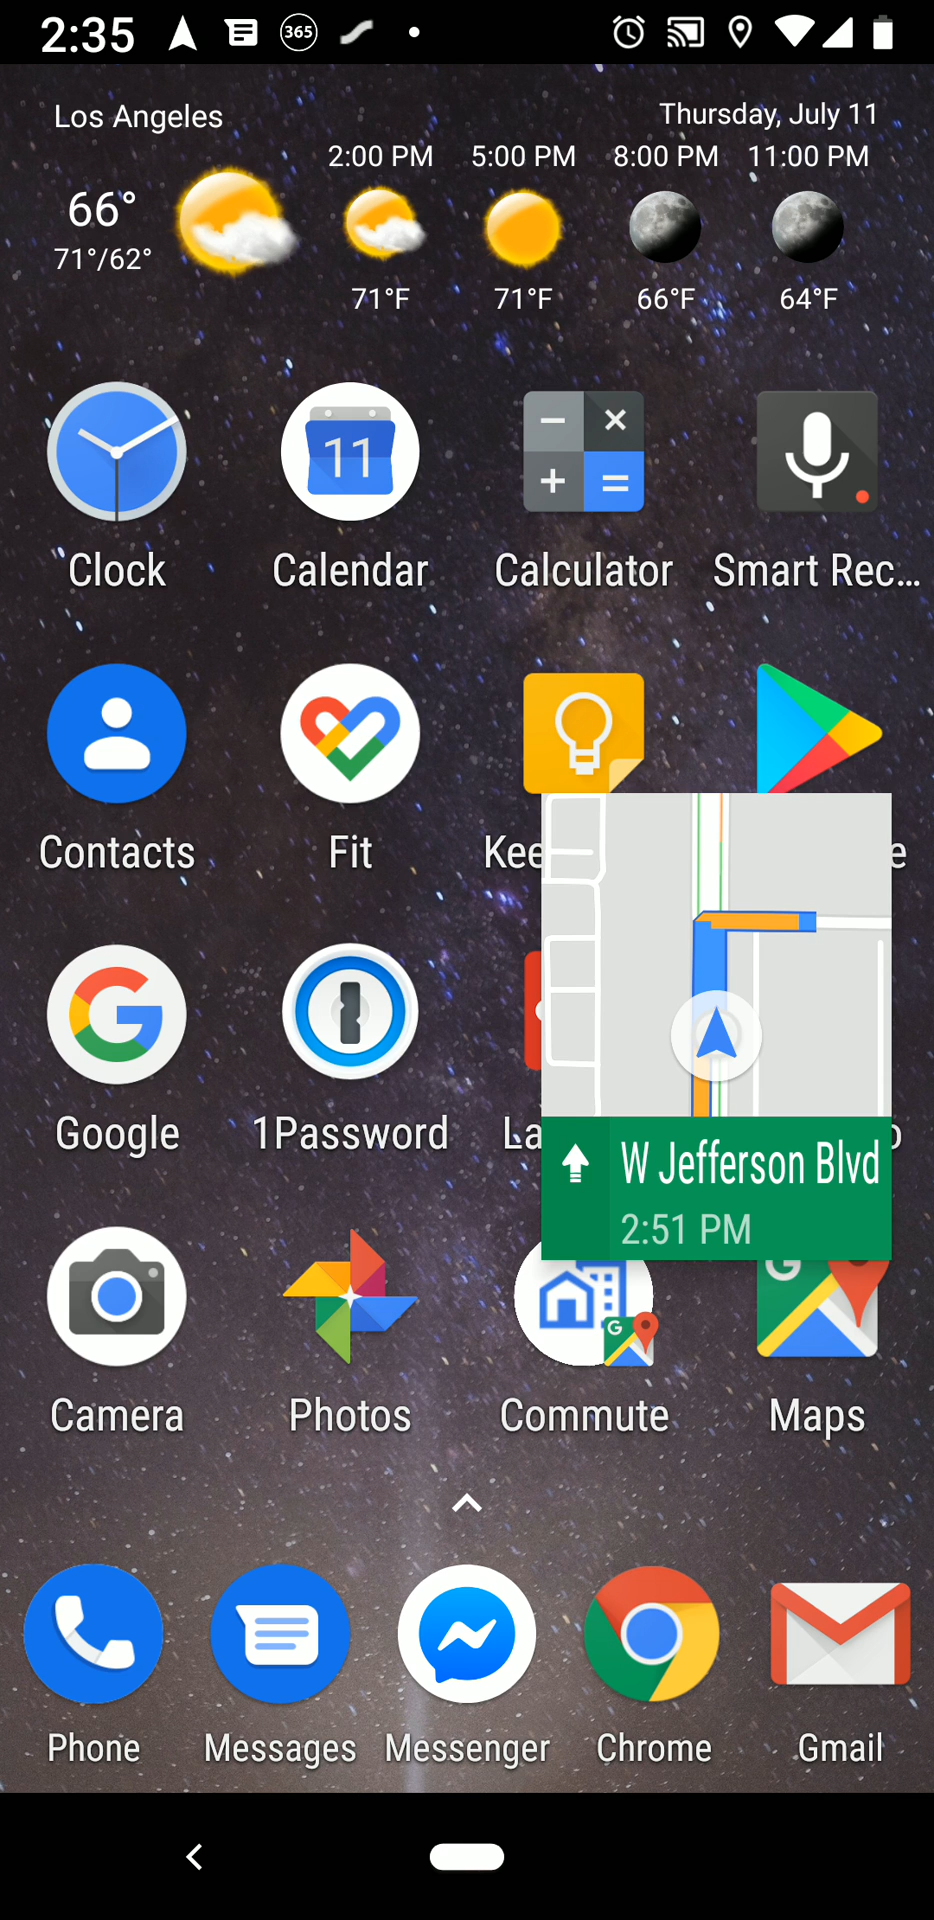 2:35
365
Los Angeles
Thursday, July 11
2:00 PM 5:00 PM 8:00 PM 11:00 PM
66°
71°/62°
71°F 71°F 66°F 64°F
11
Clock Calendar Calculator Smart Rec...
Contacts Fit Kee e
W Jefferson Blvd
2:51 PM
Google 1Password La o
G
G
Camera Photos Commute Maps
Phone Messages Messenger Chrome Gmail